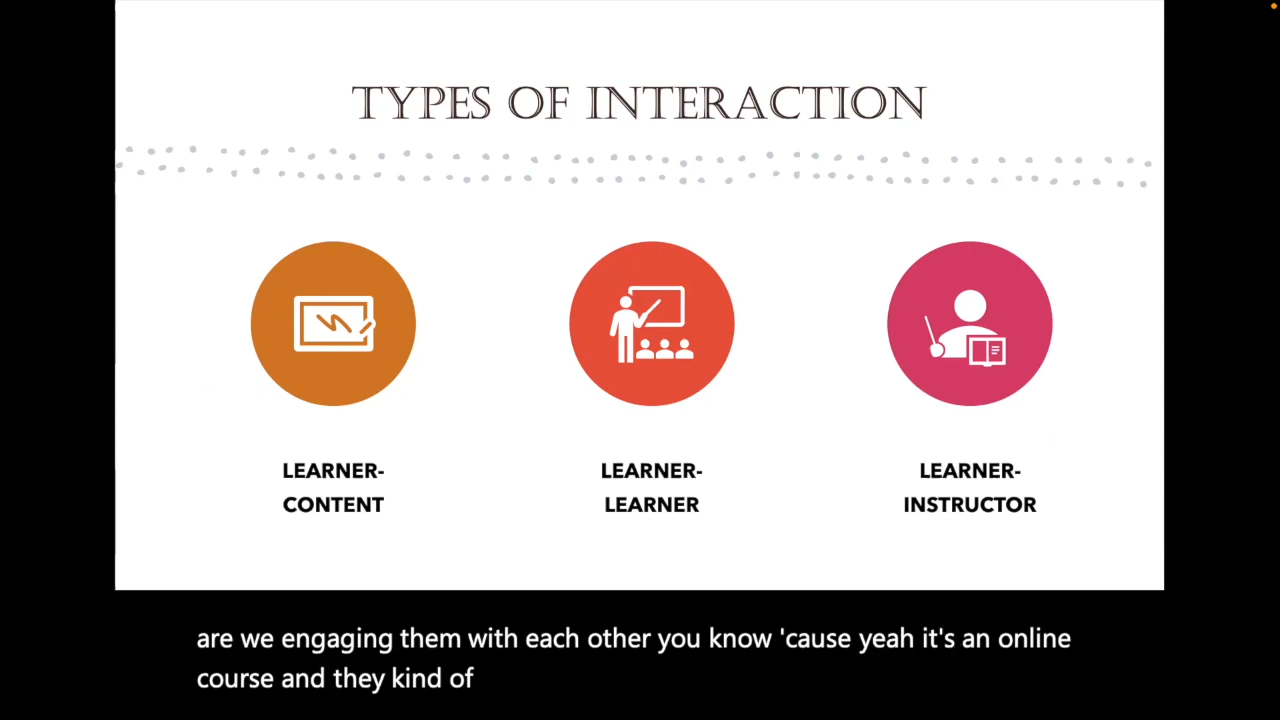 TYPES OF INTERACTION
LEARNER-
CONTENT
LEARNER-
LEARNER
LEARNER-
INSTRUCTOR
are we engaging them with each other you know 'cause yeah it's an online
course and they kind of